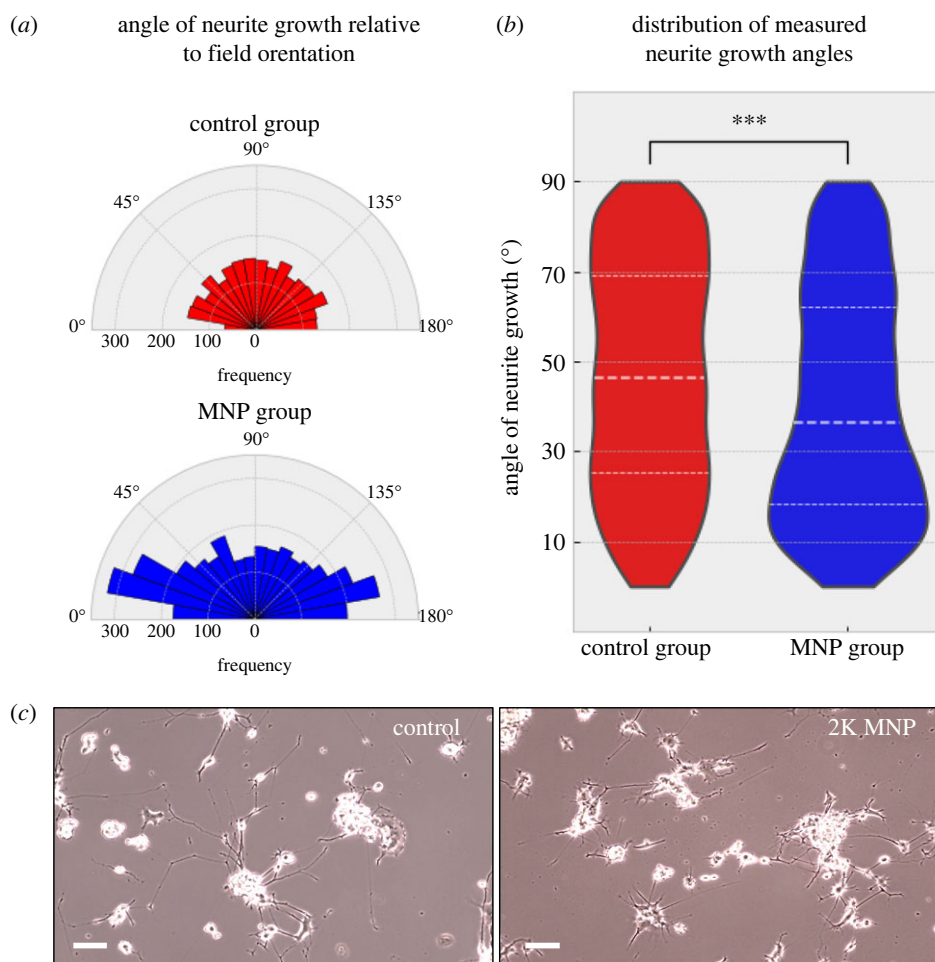 (a) angle of neurite growth relative
to field orentation
control group
90°
45° 135°
0° 180°
300 200 100 0
frequency
MNP group
90°
45° 135°
0° 180°
300 200 100 0
frequency
(b) distribution of measured
neurite growth angles
***
90
70
50
30
10
angle of neurite growth (°)
control group MNP group
(c) control 2K MNP